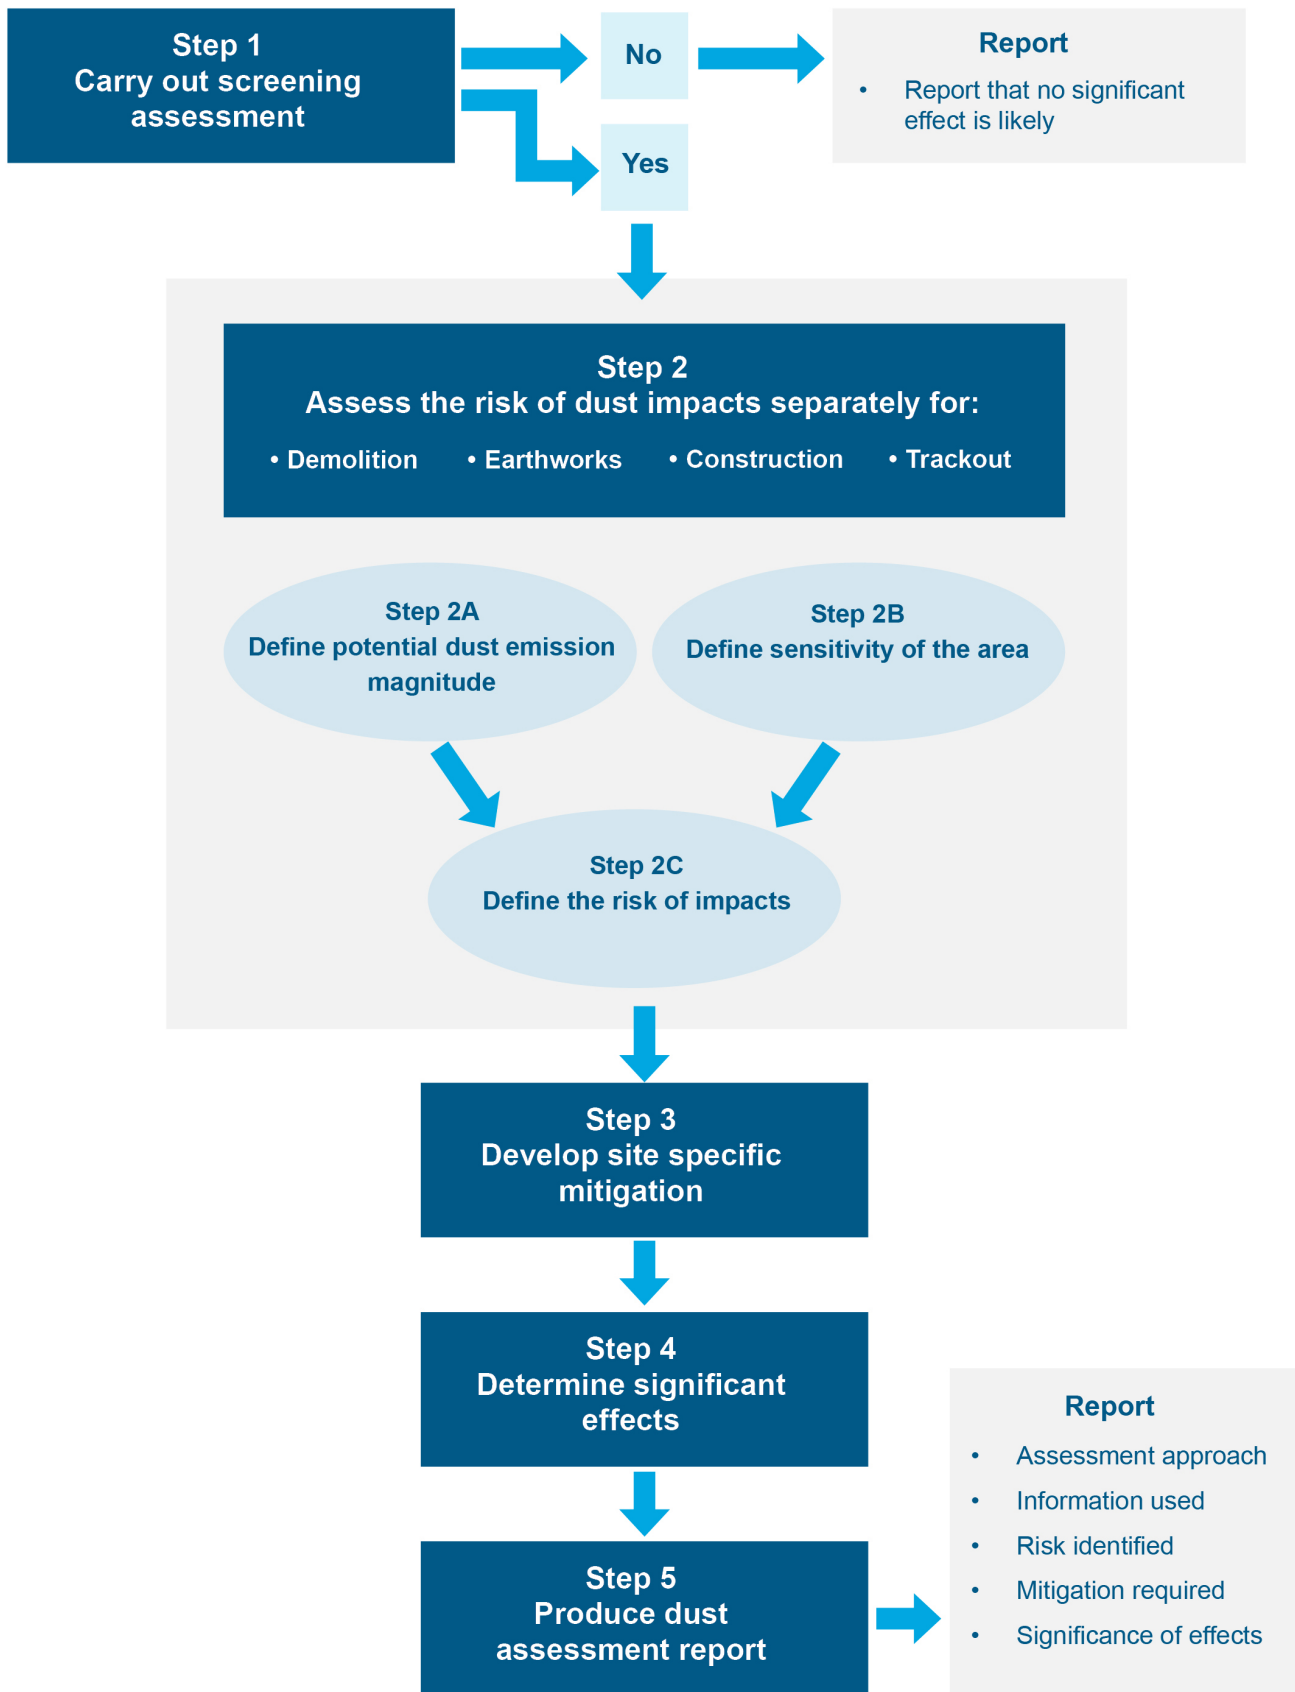 Step 1
Carry out screening
assessment
No
Yes
Report
• Report that no significant
effect is likely
Step 2
Assess the risk of dust impacts separately for:
• Demolition • Earthworks • Construction • Trackout
Step 2A
Define potential dust emission
magnitude
Step 2B
Define sensitivity of the area
Step 2C
Define the risk of impacts
Step 3
Develop site specific
mitigation
Step 4
Determine significant
effects
Step 5
Produce dust
assessment report
Report
• Assessment approach
• Information used
• Risk identified
• Mitigation required
• Significance of effects